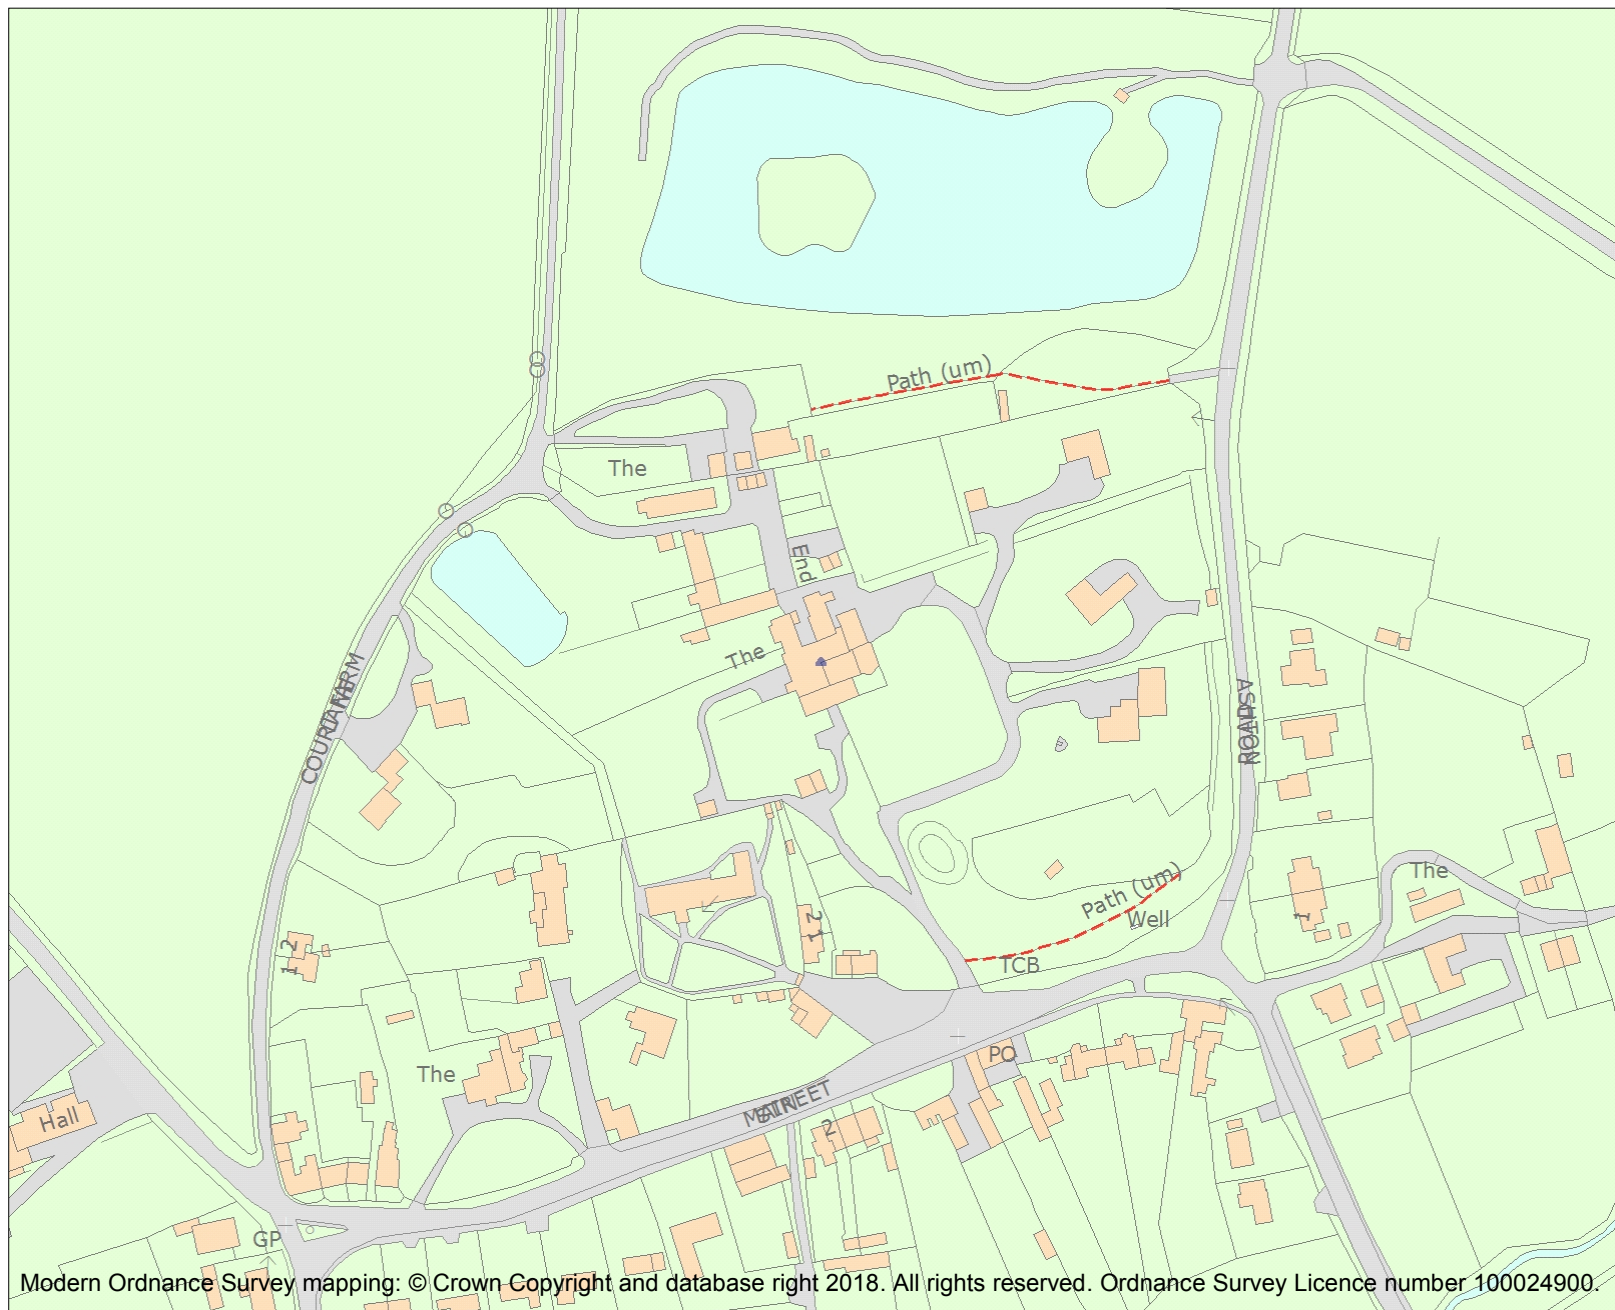 Path (um)
The
End
The
COURT FARM
LANE
ASHTON
ROAD
The
Path (um)
Well
2
1
1
2
1
TCB
PO
The
MAIN
STREET
Hall
2
GP
Modern Ordnance Survey mapping: © Crown Copyright and database right 2018. All rights reserved. Ordnance Survey Licence number 100024900.